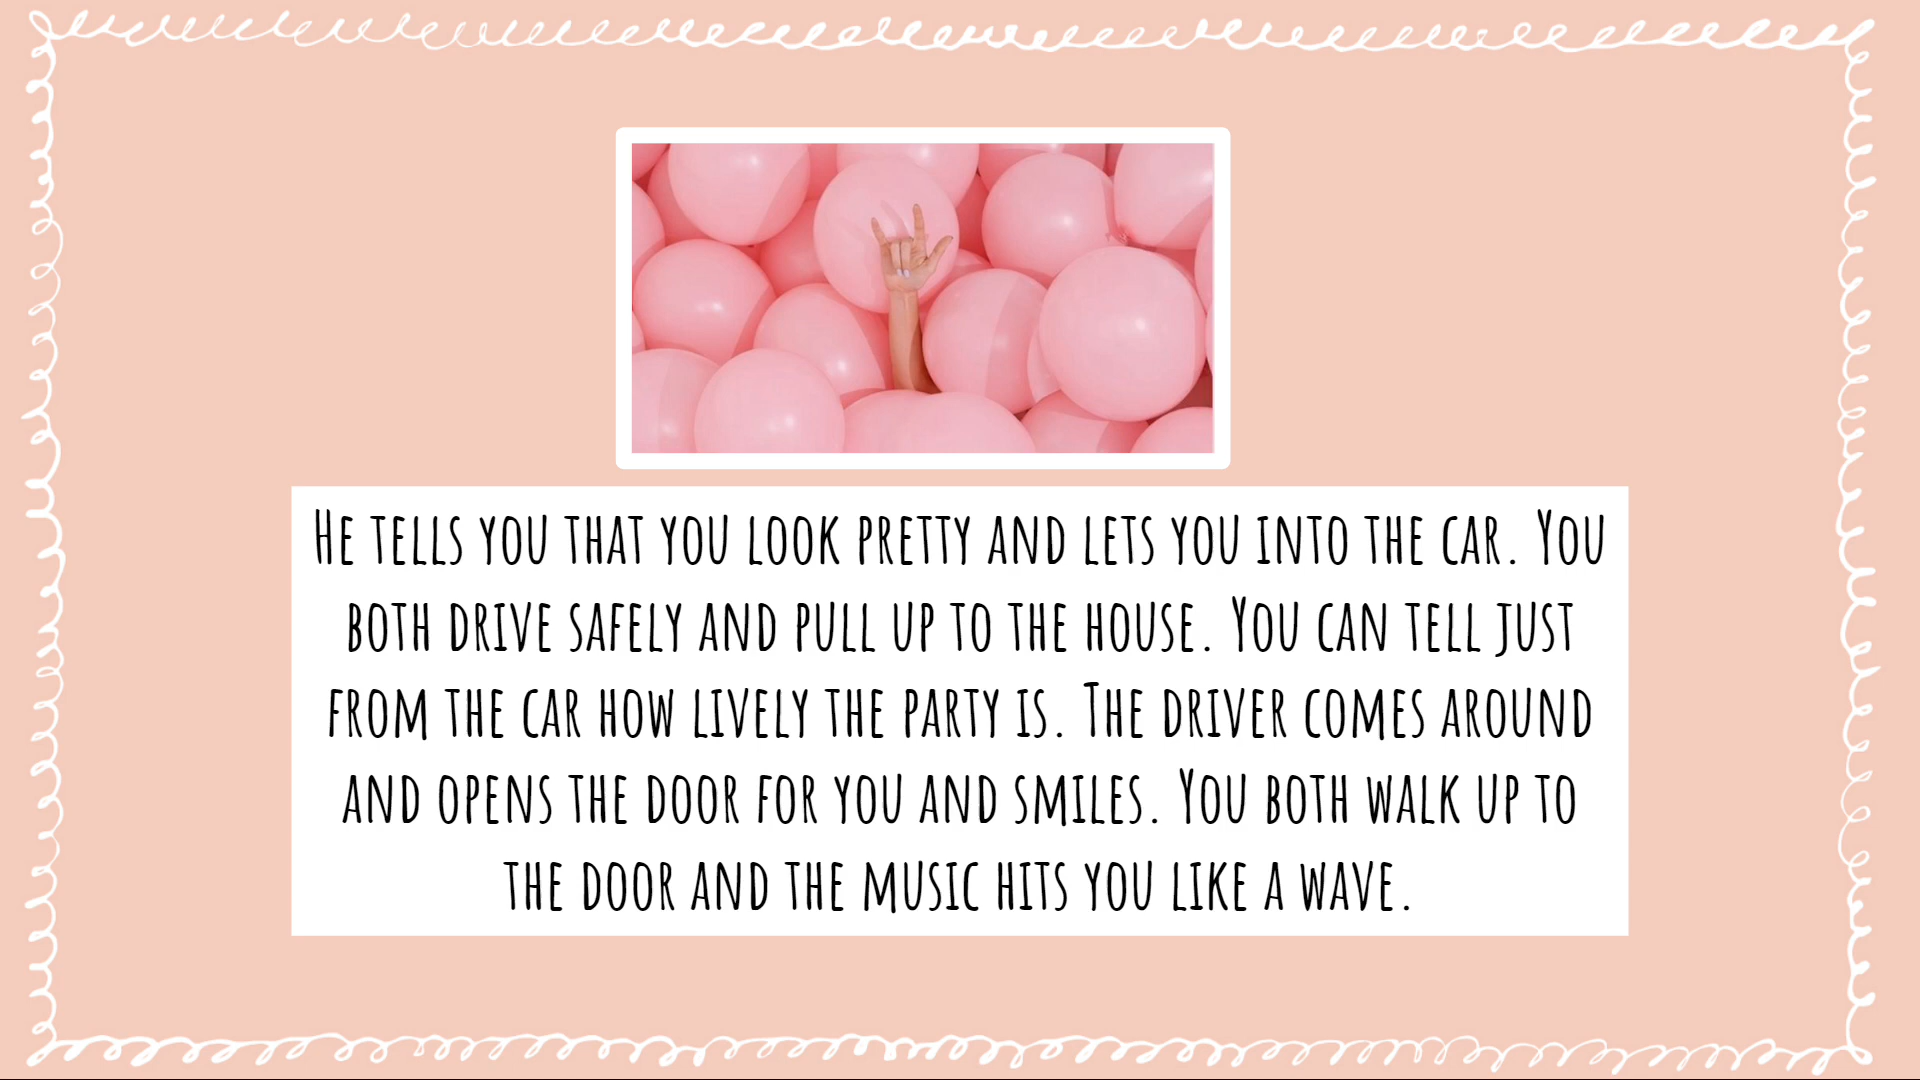 He tells you that you look pretty and lets you into the car. You
both drive safely and pull up to the house. You can tell just
from the car how lively the party is. The driver comes around
and opens the door for you and smiles. You both walk up to
the door and the music hits you like a wave.